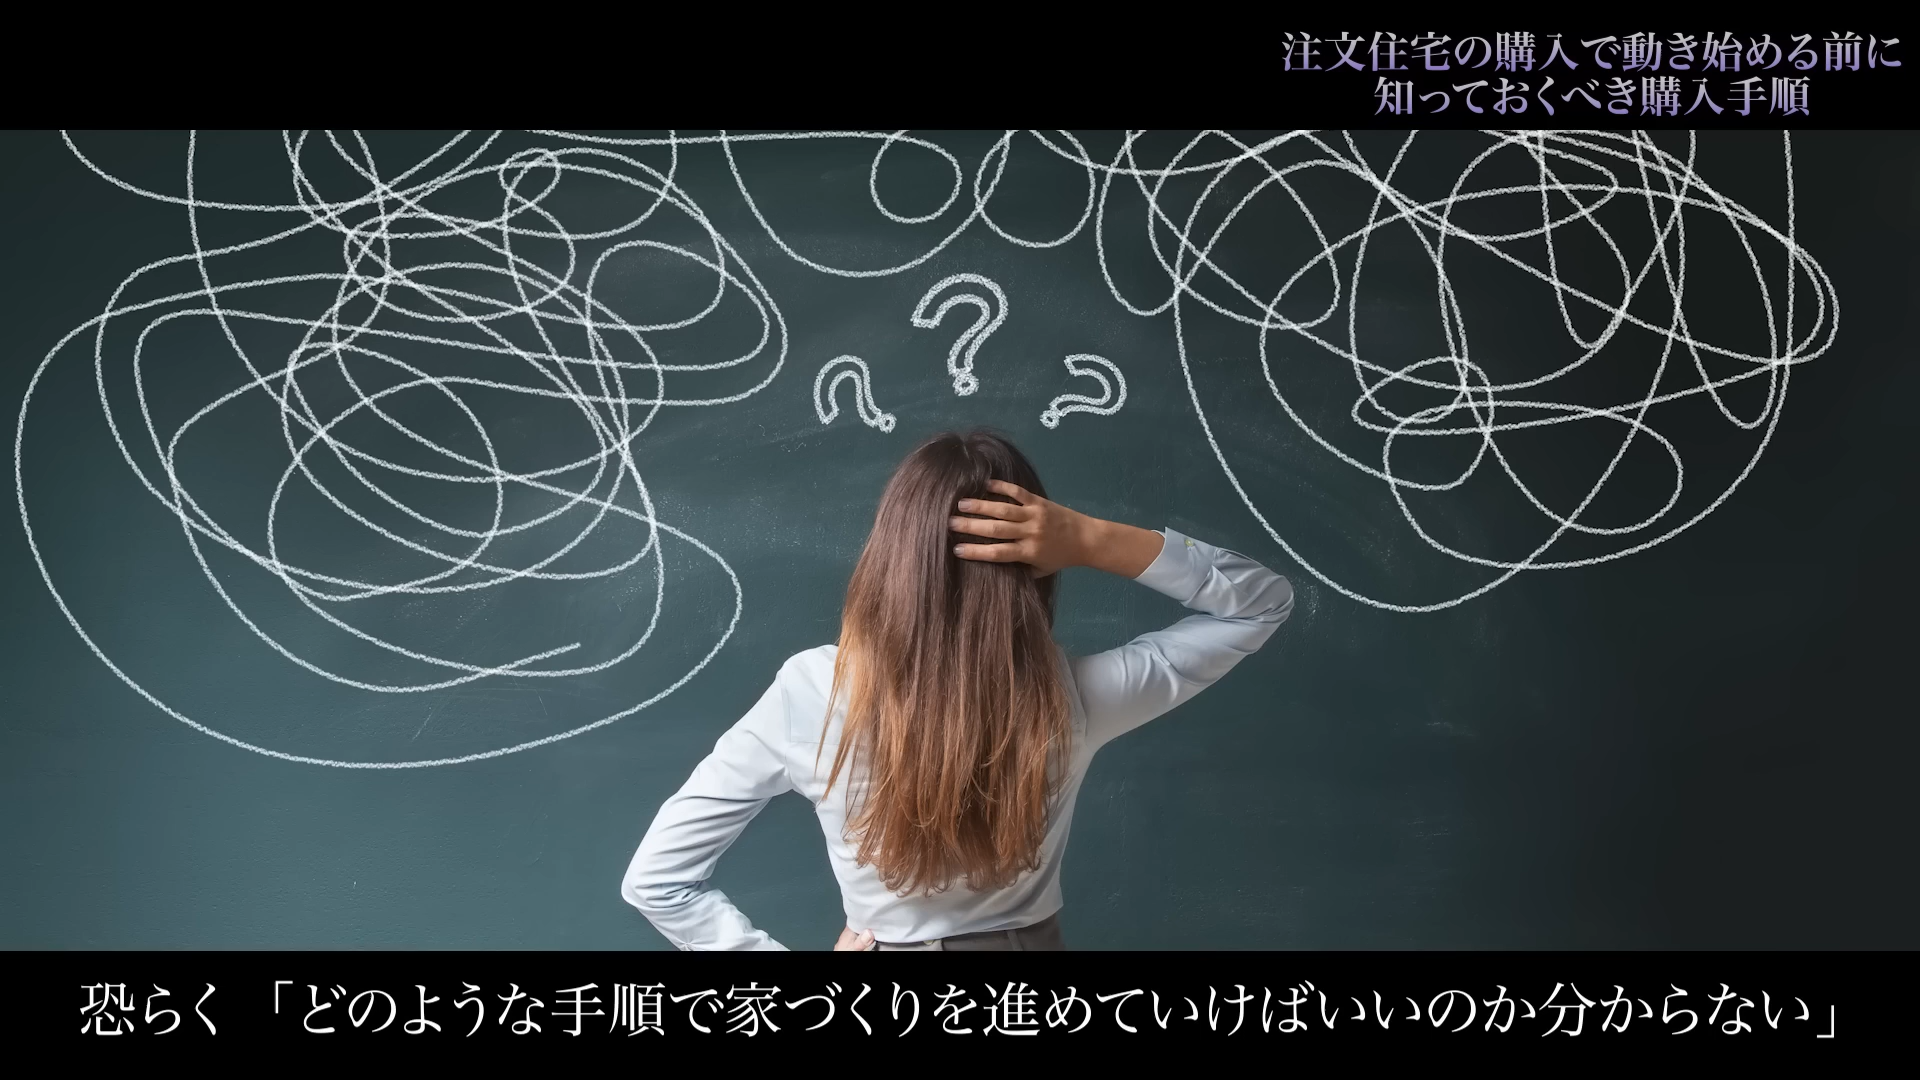 注文住宅の購入で動き始める前に
知っておくべき購入手順
? ? ?
恐らく 「どのような手順で家づくりを進めていけばいいのか分からない」